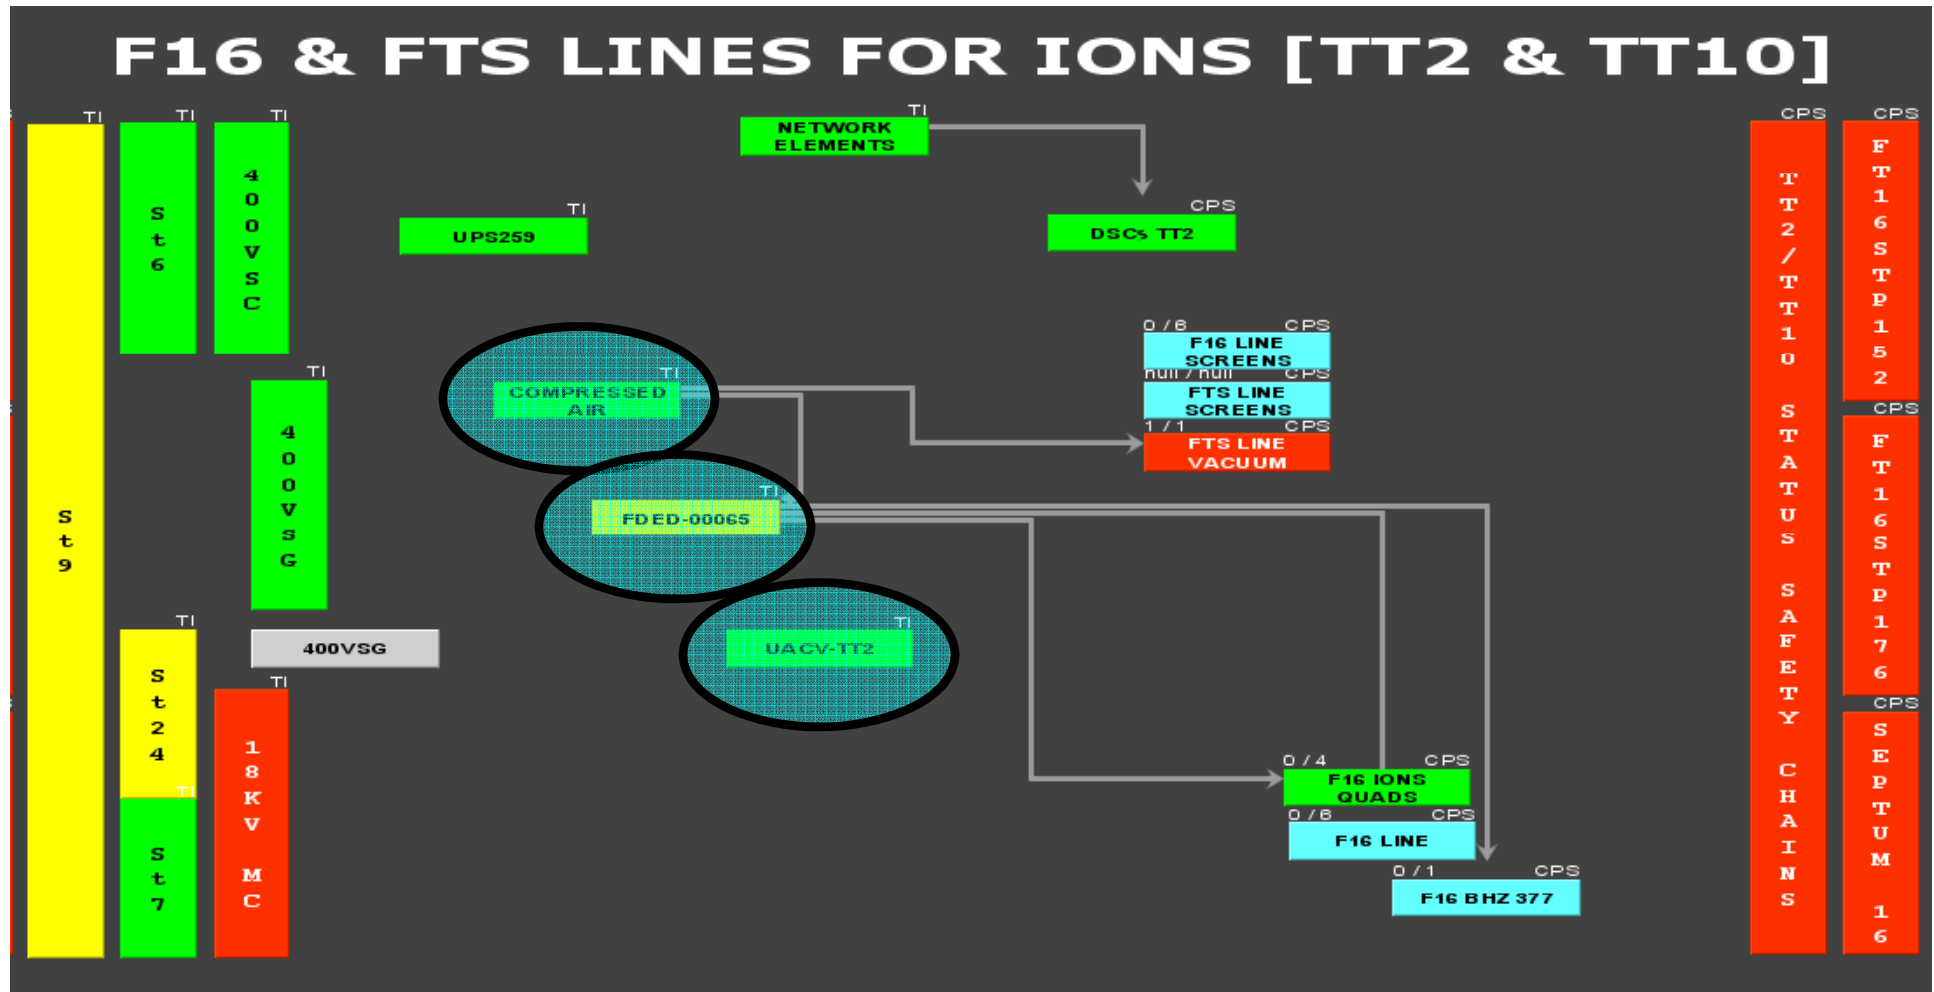 F16 & FTS LINES FOR IONS [TT2 & TT10]
TI
St9
TI
St6
TI
400VSC
TI
400VSG
400VSG
TI
St24
TI
St7
TI
18KV MC
TI
NETWORK
ELEMENTS
CPS
DSCs TT2
TI
UPS259
TI
COMPRESSED
AIR
TI
FDED-00065
TI
UACV-TT2
0/6 CPS
F16 LINE
SCREENS
null / null CPS
FTS LINE
SCREENS
1/1 CPS
FTS LINE
VACUUM
0/4 CPS
F16 IONS
QUADS
0/6 CPS
F16 LINE
0/1 CPS
F16 BHZ 377
CPS
TT2/TT10 STATUS SAFETY CHAINS
CPS
FT16STP152
CPS
FT16STP176
CPS
SEPTUM 16